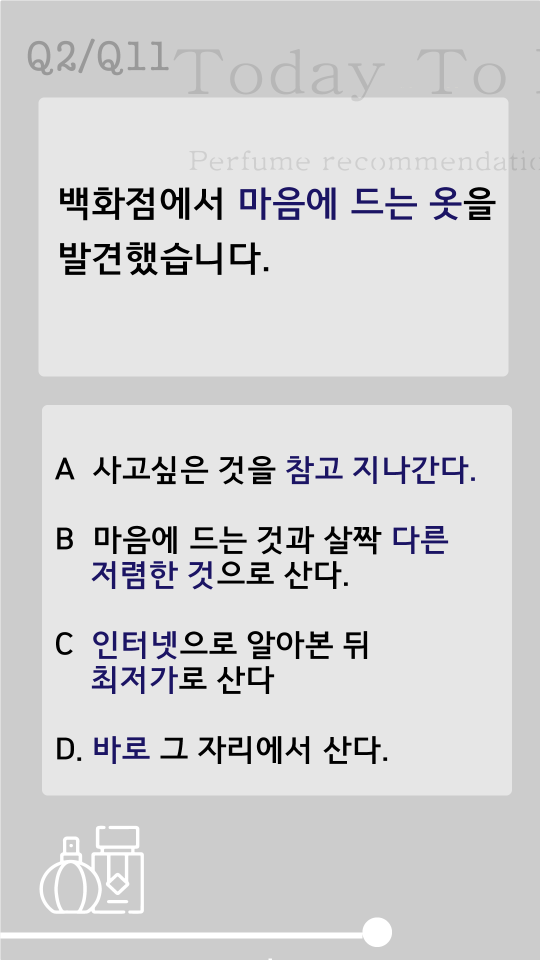 Q2/Q11
Today To
Perfume recommendatic
백화점에서 마음에 드는 옷을
발견했습니다.
A 사고싶은 것을 참고 지나간다.
B 마음에 드는 것과 살짝 다른
저렴한 것으로 산다.
C 인터넷으로 알아본 뒤
최저가로 산다
D. 바로 그 자리에서 산다.